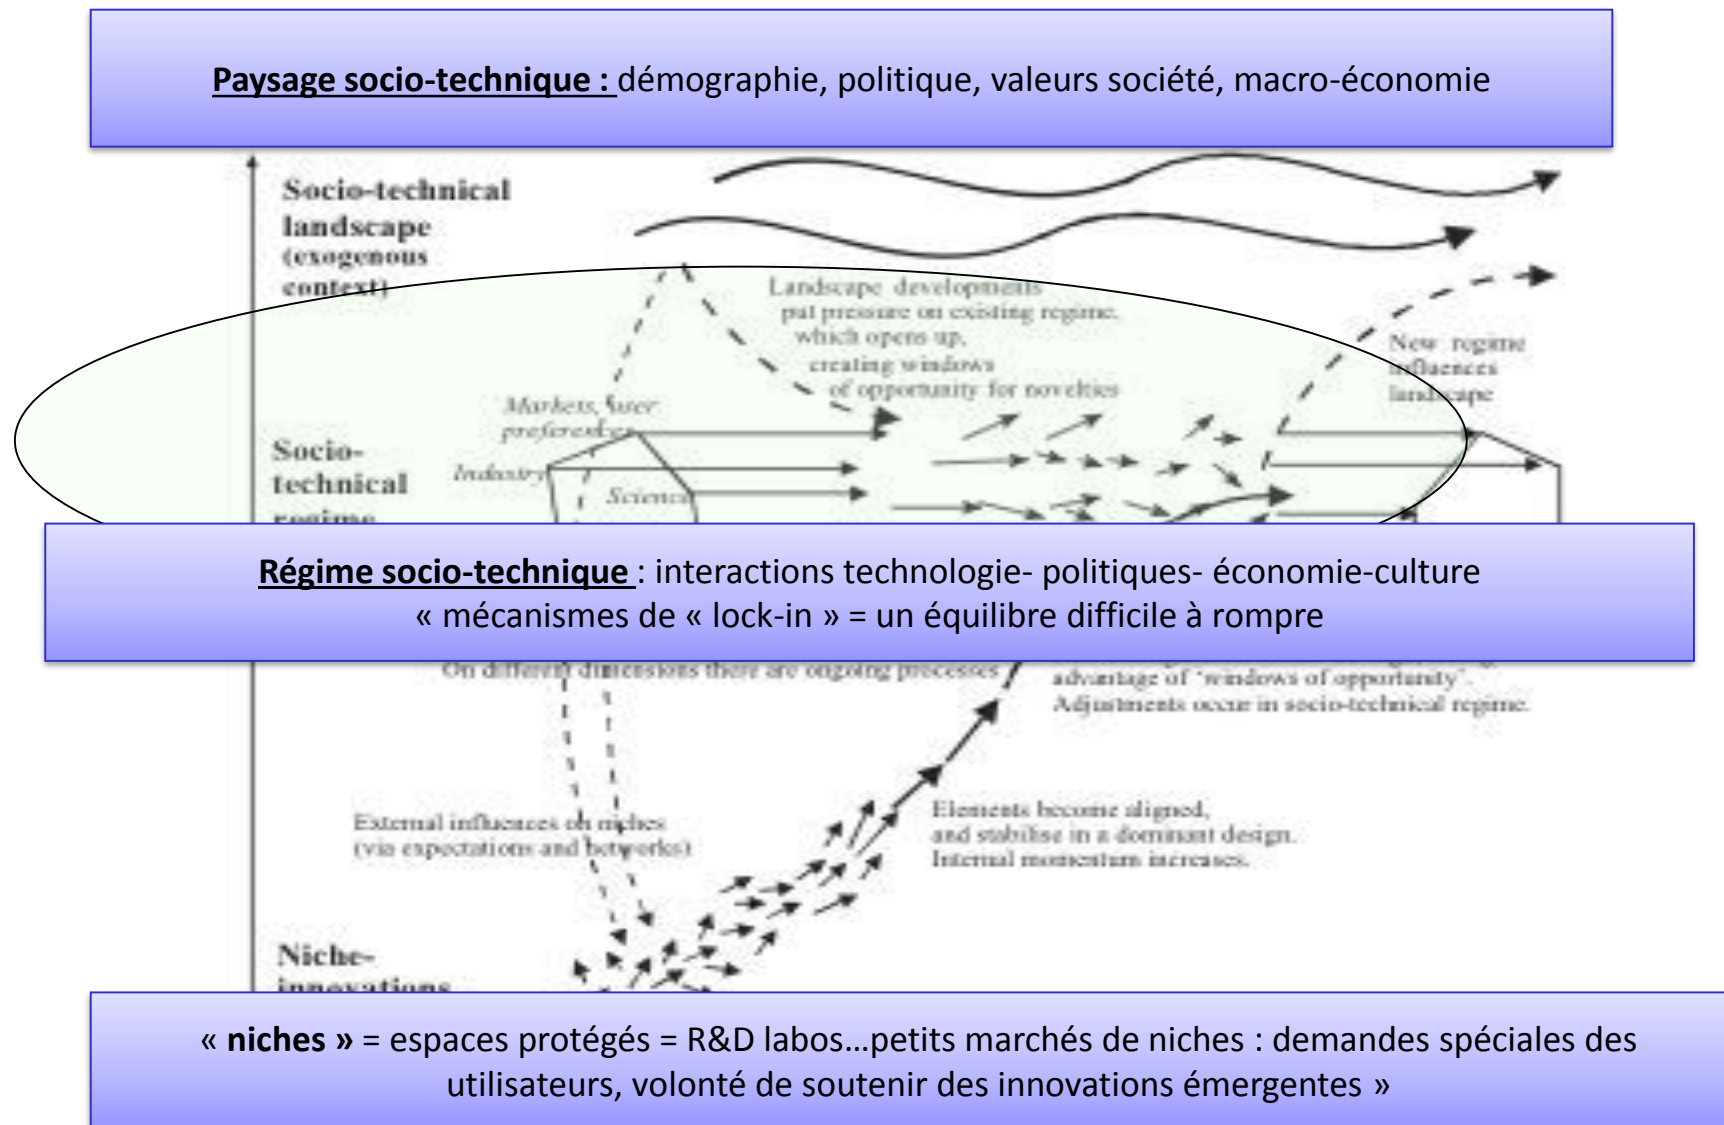 Paysage socio-technique : démographie, politique, valeurs société, macro-économie
Socio-technical
landscape
(exogenous
context)
Landscape developments
put pressure on existing regime,
which opens up,
creating windows
of opportunity for novelties
New regime
influences
landscape
Markets, user
preferences
Industry
Science
Socio-
technical
regime
Régime socio-technique : interactions technologie- politiques- économie-culture
« mécanismes de « lock-in » = un équilibre difficile à rompre
On different dimensions there are ongoing processes
advantage of 'windows of opportunity'.
Adjustments occur in socio-technical regime.
External influences on niches
(via expectations and networks)
Elements become aligned,
and stabilise in a dominant design.
Internal momentum increases.
Niche-
innovations
« niches » = espaces protégés = R&D labos…petits marchés de niches : demandes spéciales des
utilisateurs, volonté de soutenir des innovations émergentes »